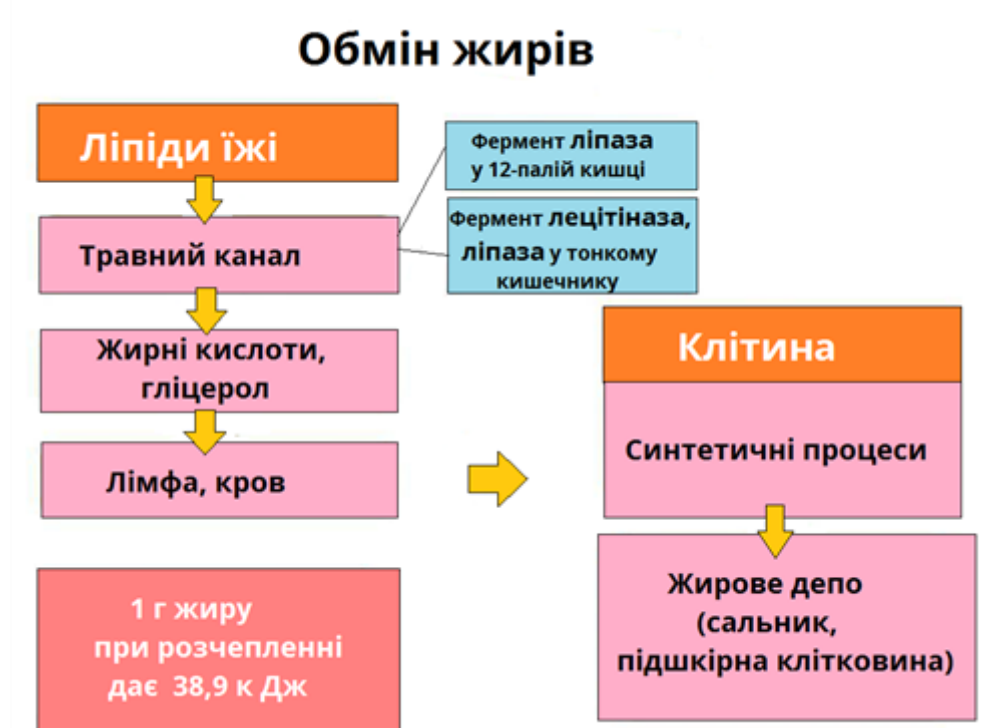 Обмін жирів
Ліпіди їжі
Фермент ліпаза
у 12-палій кишці
Фермент лецітіназа,
ліпаза у тонкому
кишечнику
Травний канал
Жирні кислоти,
гліцерол
Лімфа, кров
1 г жиру
при розчепленні
дає 38,9 к Дж
Клітина
Синтетичні процеси
Жирове депо
(сальник,
підшкірна клітковина)